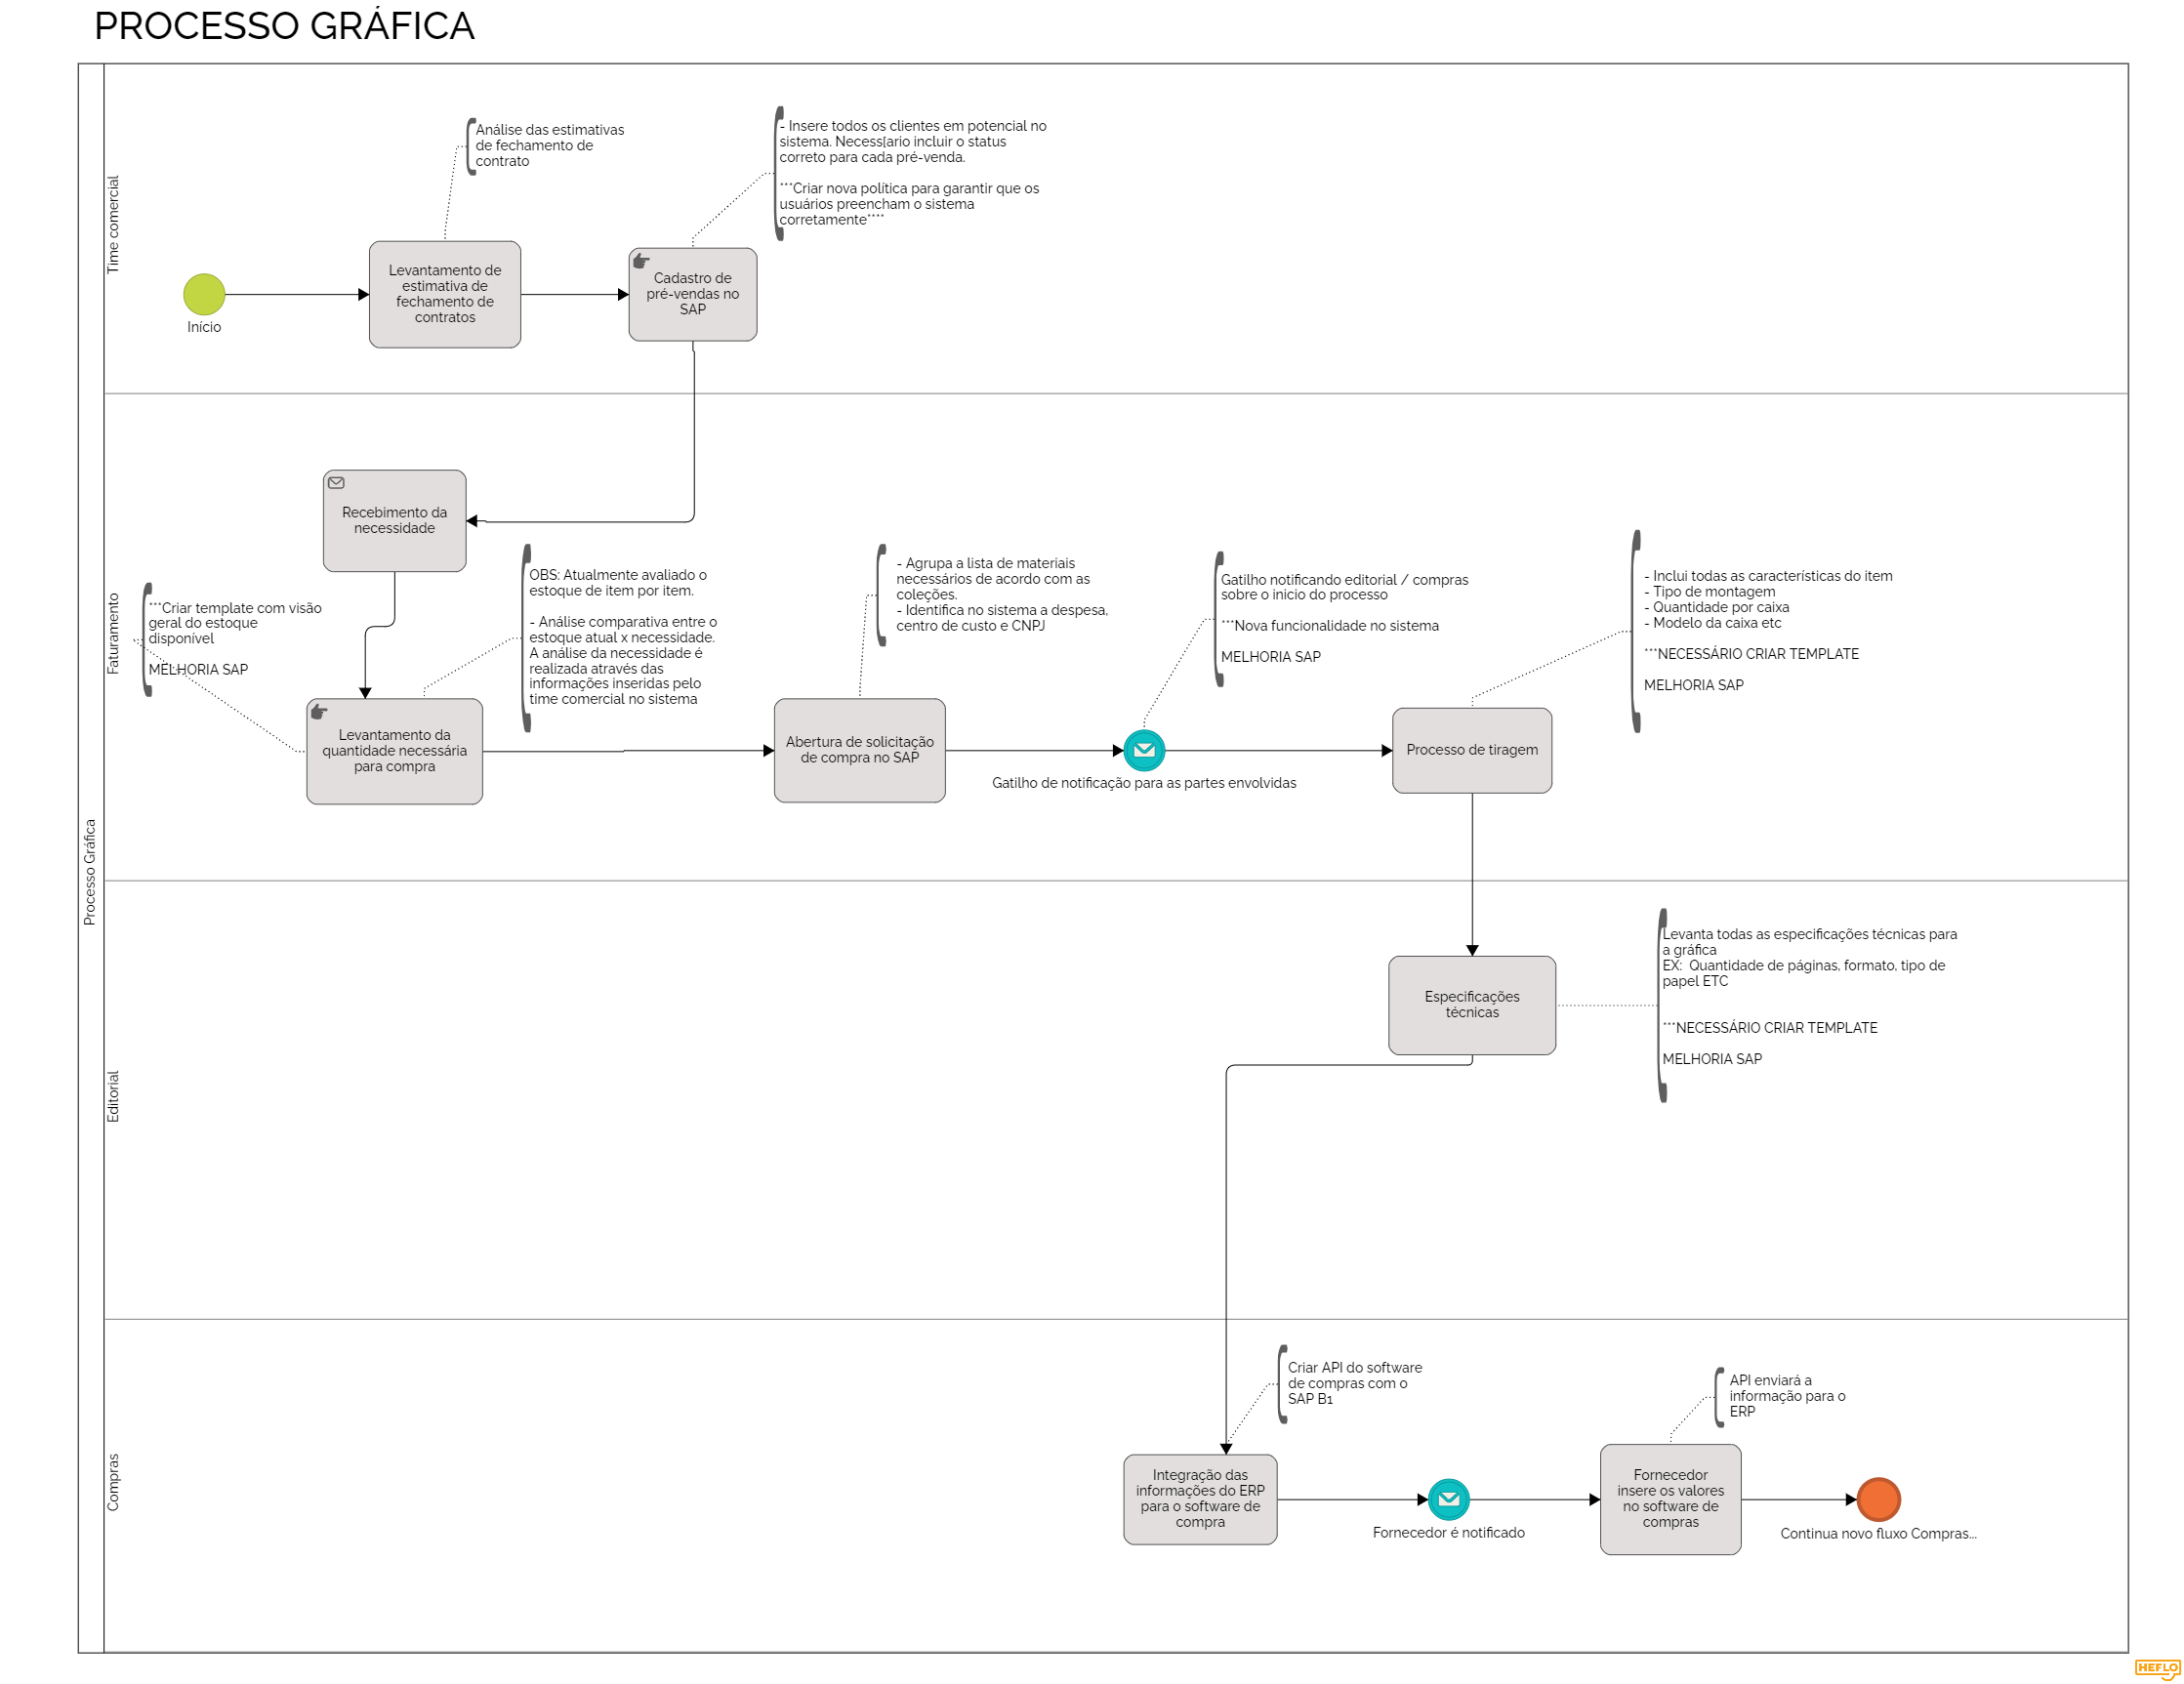 PROCESSO GRÁFICA
Processo Gráfica
Time comercial
Análise das estimativas
de fechamento de
contrato
- Insere todos os clientes em potencial no
sistema. Necess[ario incluir o status
correto para cada pré-venda.
***Criar nova política para garantir que os
usuários preencham o sistema
corretamente****
Início
Levantamento de
estimativa de
fechamento de
contratos
Cadastro de
pré-vendas no
SAP
Faturamento
Recebimento da
necessidade
***Criar template com visão
geral do estoque
disponível
MELHORIA SAP
OBS: Atualmente avaliado o
estoque de item por item.
- Análise comparativa entre o
estoque atual x necessidade.
A análise da necessidade é
realizada através das
informações inseridas pelo
time comercial no sistema
- Agrupa a lista de materiais
necessários de acordo com as
coleções.
- Identifica no sistema a despesa,
centro de custo e CNPJ
Gatilho notificando editorial / compras
sobre o inicio do processo
***Nova funcionalidade no sistema
MELHORIA SAP
- Inclui todas as características do item
- Tipo de montagem
- Quantidade por caixa
- Modelo da caixa etc
***NECESSÁRIO CRIAR TEMPLATE
MELHORIA SAP
Levantamento da
quantidade necessária
para compra
Abertura de solicitação
de compra no SAP
Gatilho de notificação para as partes envolvidas
Processo de tiragem
Editorial
Especificações
técnicas
Levanta todas as especificações técnicas para
a gráfica
EX:  Quantidade de páginas, formato, tipo de
papel ETC
***NECESSÁRIO CRIAR TEMPLATE
MELHORIA SAP
Compras
Criar API do software
de compras com o
SAP B1
API enviará a
informação para o
ERP
Integração das
informações do ERP
para o software de
compra
Fornecedor é notificado
Fornecedor
insere os valores
no software de
compras
Continua novo fluxo Compras...
HEFLO